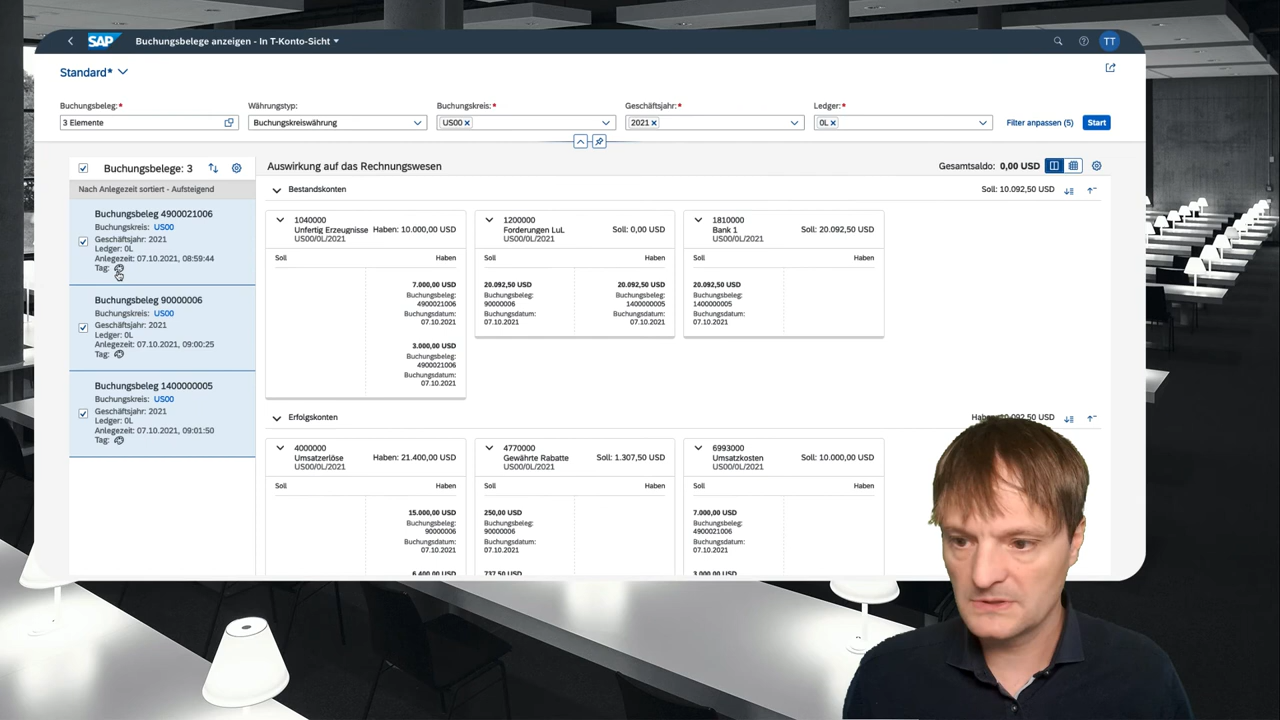 SAP Buchungsbelege anzeigen - In T-Konto-Sicht
TT
Standard*
Buchungsbeleg:*
Währungstyp:
Buchungskreis:*
Geschäftsjahr:*
Ledger:*
3 Elemente
Buchungskreiswährung
US00
2021
0L
Filter anpassen (5)
Start
Buchungsbelege: 3
Nach Anlegezeit sortiert - Aufsteigend
Buchungsbeleg 4900021006
Buchungskreis: US00
Geschäftsjahr: 2021
Ledger: 0L
Anlegezeit: 07.10.2021, 08:59:44
Tag:
Buchungsbeleg 90000006
Buchungskreis: US00
Geschäftsjahr: 2021
Ledger: 0L
Anlegezeit: 07.10.2021, 09:00:25
Tag:
Buchungsbeleg 1400000005
Buchungskreis: US00
Geschäftsjahr: 2021
Ledger: 0L
Anlegezeit: 07.10.2021, 09:01:50
Tag:
Auswirkung auf das Rechnungswesen
Gesamtsaldo: 0,00 USD
Bestandskonten
Soll: 10.092,50 USD
1040000
Unfertig Erzeugnisse
US00/0L/2021
Haben: 10.000,00 USD
Soll
Haben
7.000,00 USD
Buchungsbeleg:
4900021006
Buchungsdatum:
07.10.2021
3.000,00 USD
Buchungsbeleg:
4900021006
Buchungsdatum:
07.10.2021
1200000
Forderungen LuL
US00/0L/2021
Soll: 0,00 USD
Soll
Haben
20.092,50 USD
Buchungsbeleg:
90000006
Buchungsdatum:
07.10.2021
20.092,50 USD
Buchungsbeleg:
1400000005
Buchungsdatum:
07.10.2021
1810000
Bank 1
US00/0L/2021
Soll: 20.092,50 USD
Soll
Haben
20.092,50 USD
Buchungsbeleg:
1400000005
Buchungsdatum:
07.10.2021
Erfolgskonten
4000000
Umsatzerlöse
US00/0L/2021
Haben: 21.400,00 USD
Soll
Haben
15.000,00 USD
Buchungsbeleg:
90000006
Buchungsdatum:
07.10.2021
6.400,00 USD
4770000
Gewährte Rabatte
US00/0L/2021
Soll: 1.307,50 USD
Soll
Haben
250,00 USD
Buchungsbeleg:
90000006
Buchungsdatum:
07.10.2021
737,50 USD
6993000
Umsatzkosten
US00/0L/2021
Soll: 10.000,00 USD
Soll
Haben
7.000,00 USD
Buchungsbeleg:
4900021006
Buchungsdatum:
07.10.2021
3.000,00 USD